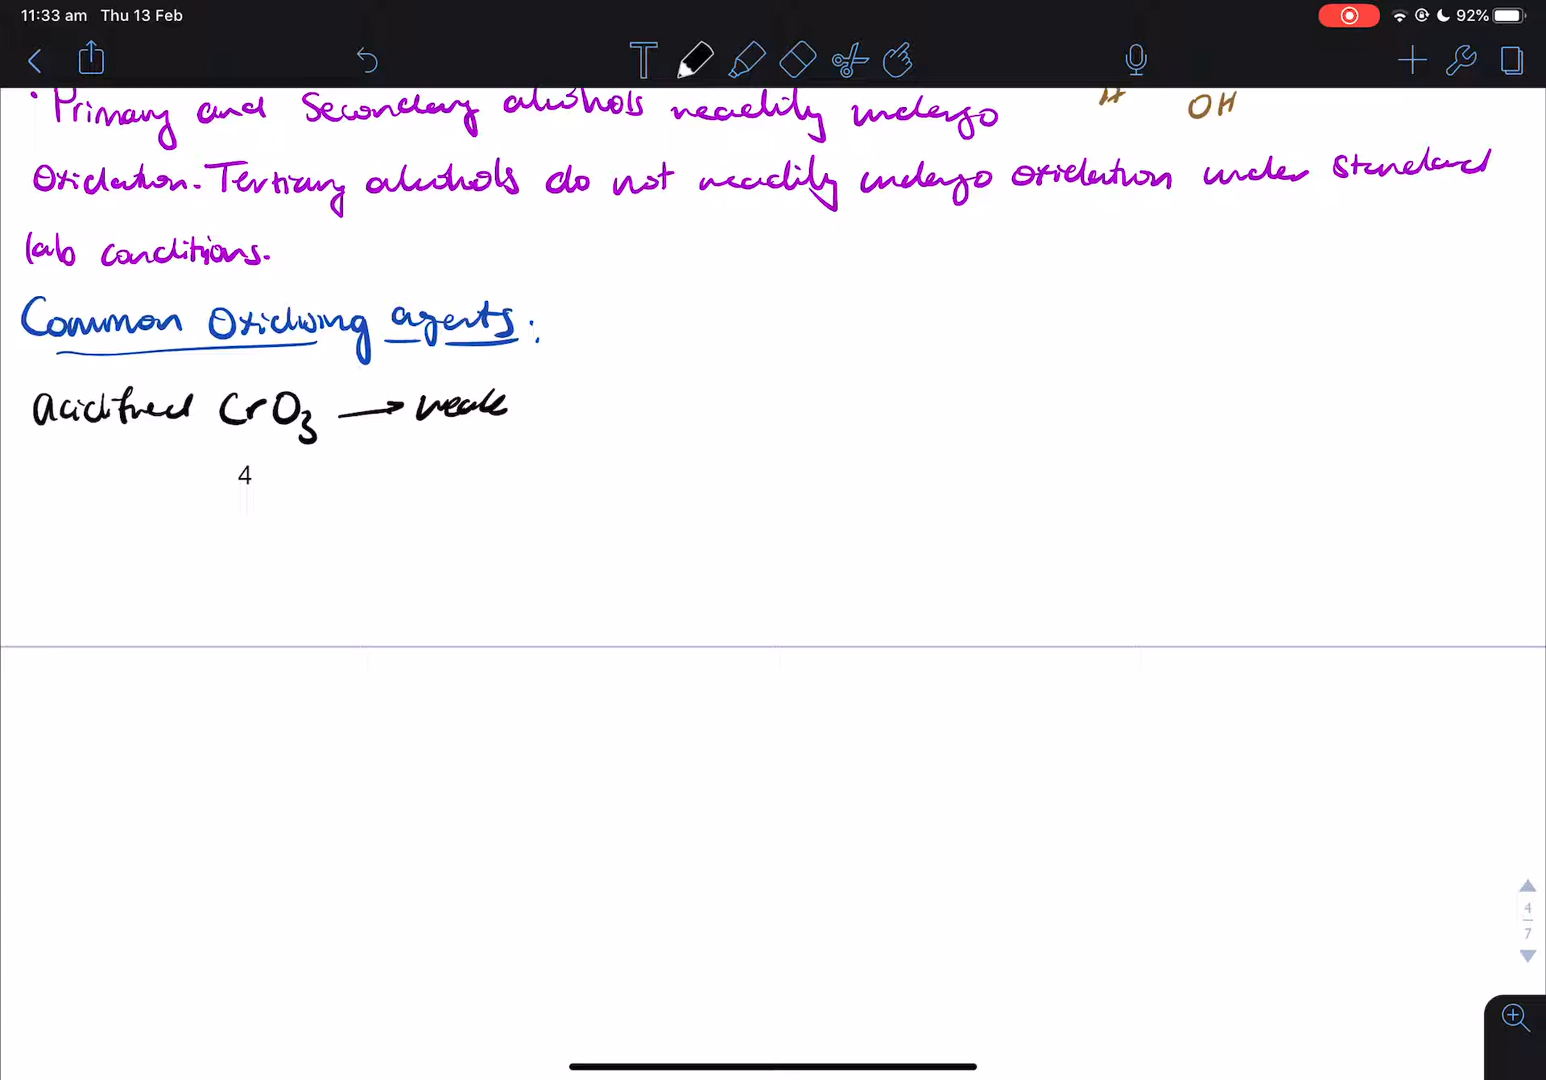 11:33 am Thu 13 Feb
92%
T
H OH
• Primary and Secondary alcohols readily undergo
Oxidation. Tertiary alcohols do not readily undergo oxidation under standard
lab conditions.
Common Oxidising agents:
acidified CrO₃ → weak
4
4
7